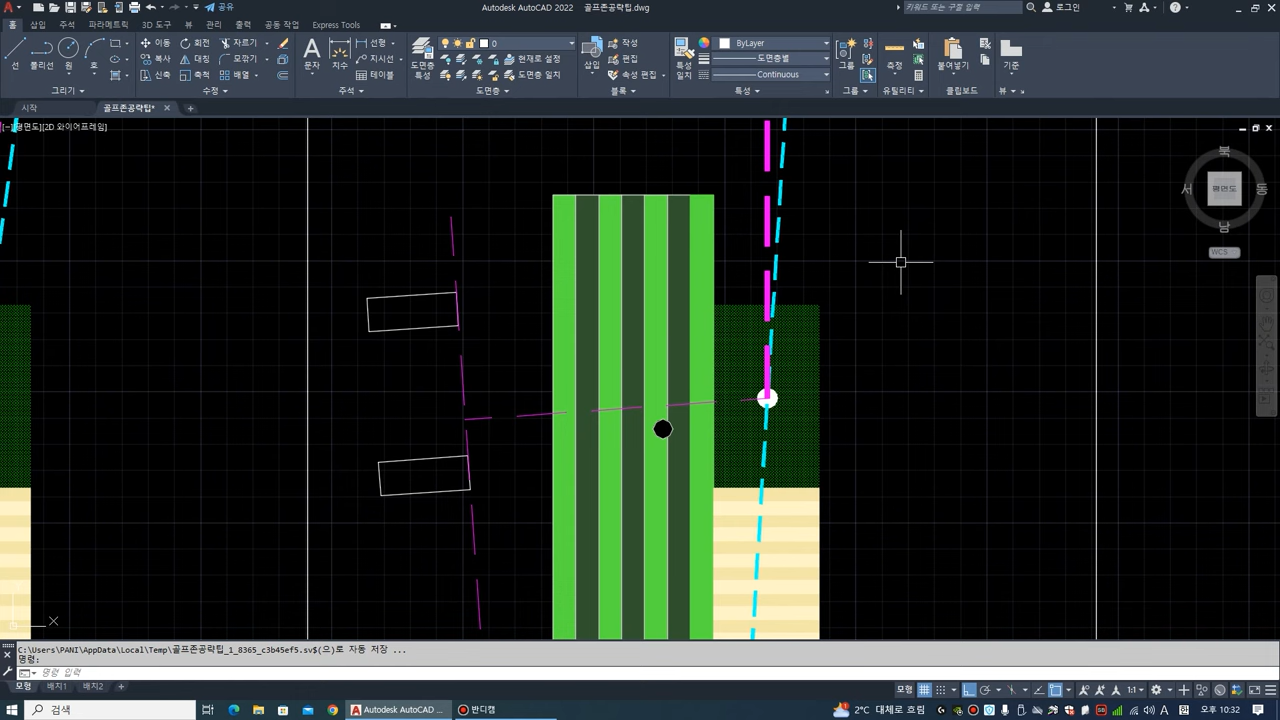 Autodesk AutoCAD 2022 골프존공략팁.dwg
공유
키워드 또는 구절 입력
로그인
홈 삽입 주석 파라메트릭 3D 도구 뷰 관리 출력 공동 작업 Express Tools
선 폴리선 원 호
이동 회전 자르기
복사 대칭 모깎기
신축 축척 배열
문자 치수
선형
지시선
테이블
도면층 특성
0
현재로 설정
도면층 일치
삽입
작성
편집
속성 편집
특성 일치
ByLayer
도면층별
Continuous
그룹 측정 붙여넣기 기준
그리기 수정 주석 도면층 블록 특성 그룹 유틸리티 클립보드 뷰
시작 골프존공략팁*
[−] 평면도][2D 와이어프레임]
북
서 평면도 동
남
WCS
C:\Users\PANI\AppData\Local\Temp\골프존공략팁_1_8365_c3b45ef5.sv$(으)로 자동 저장 ...
명령:
명령 입력
모형 배치1 배치2
모형 1:1
검색
Autodesk AutoCAD ...
반디캠
2°C 대체로 흐림
오후 10:32